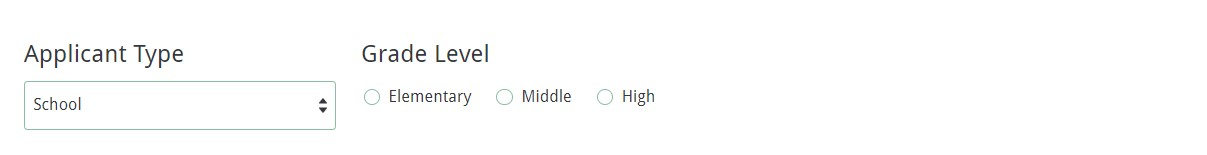 Applicant Type
School
Grade Level
Elementary
Middle
High